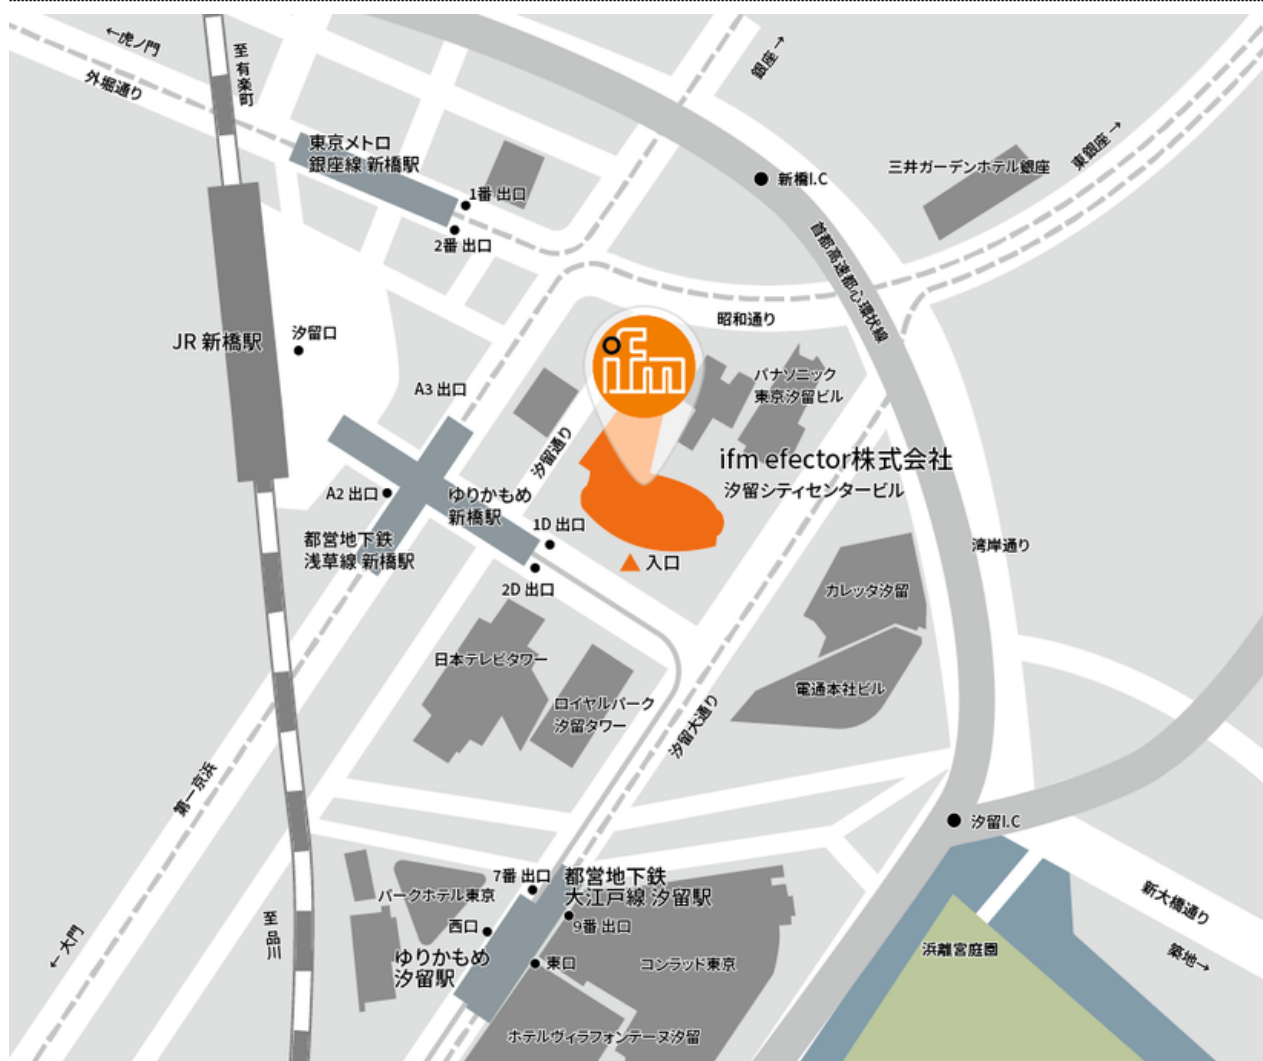 ←虎ノ門
外堀通り
至 有楽町
銀座→
東京メトロ
銀座線 新橋駅
1番 出口
2番 出口
新橋I.C
三井ガーデンホテル銀座
東銀座→
首都高速都心環状線
昭和通り
JR 新橋駅
汐留口
ifm
A3 出口
パナソニック
東京汐留ビル
汐留通り
ifm efector株式会社
汐留シティセンタービル
A2 出口
ゆりかもめ
新橋駅
1D 出口
都営地下鉄
浅草線 新橋駅
入口
2D 出口
湾岸通り
カレッタ汐留
日本テレビタワー
電通本社ビル
ロイヤルパーク
汐留タワー
汐留大通り
第一京浜
汐留I.C
7番 出口
都営地下鉄
大江戸線 汐留駅
パークホテル東京
西口
9番 出口
ゆりかもめ
汐留駅
東口
コンラッド東京
新大橋通り
築地→
浜離宮庭園
←大門
至 品川
ホテルヴィラフォンテーヌ汐留